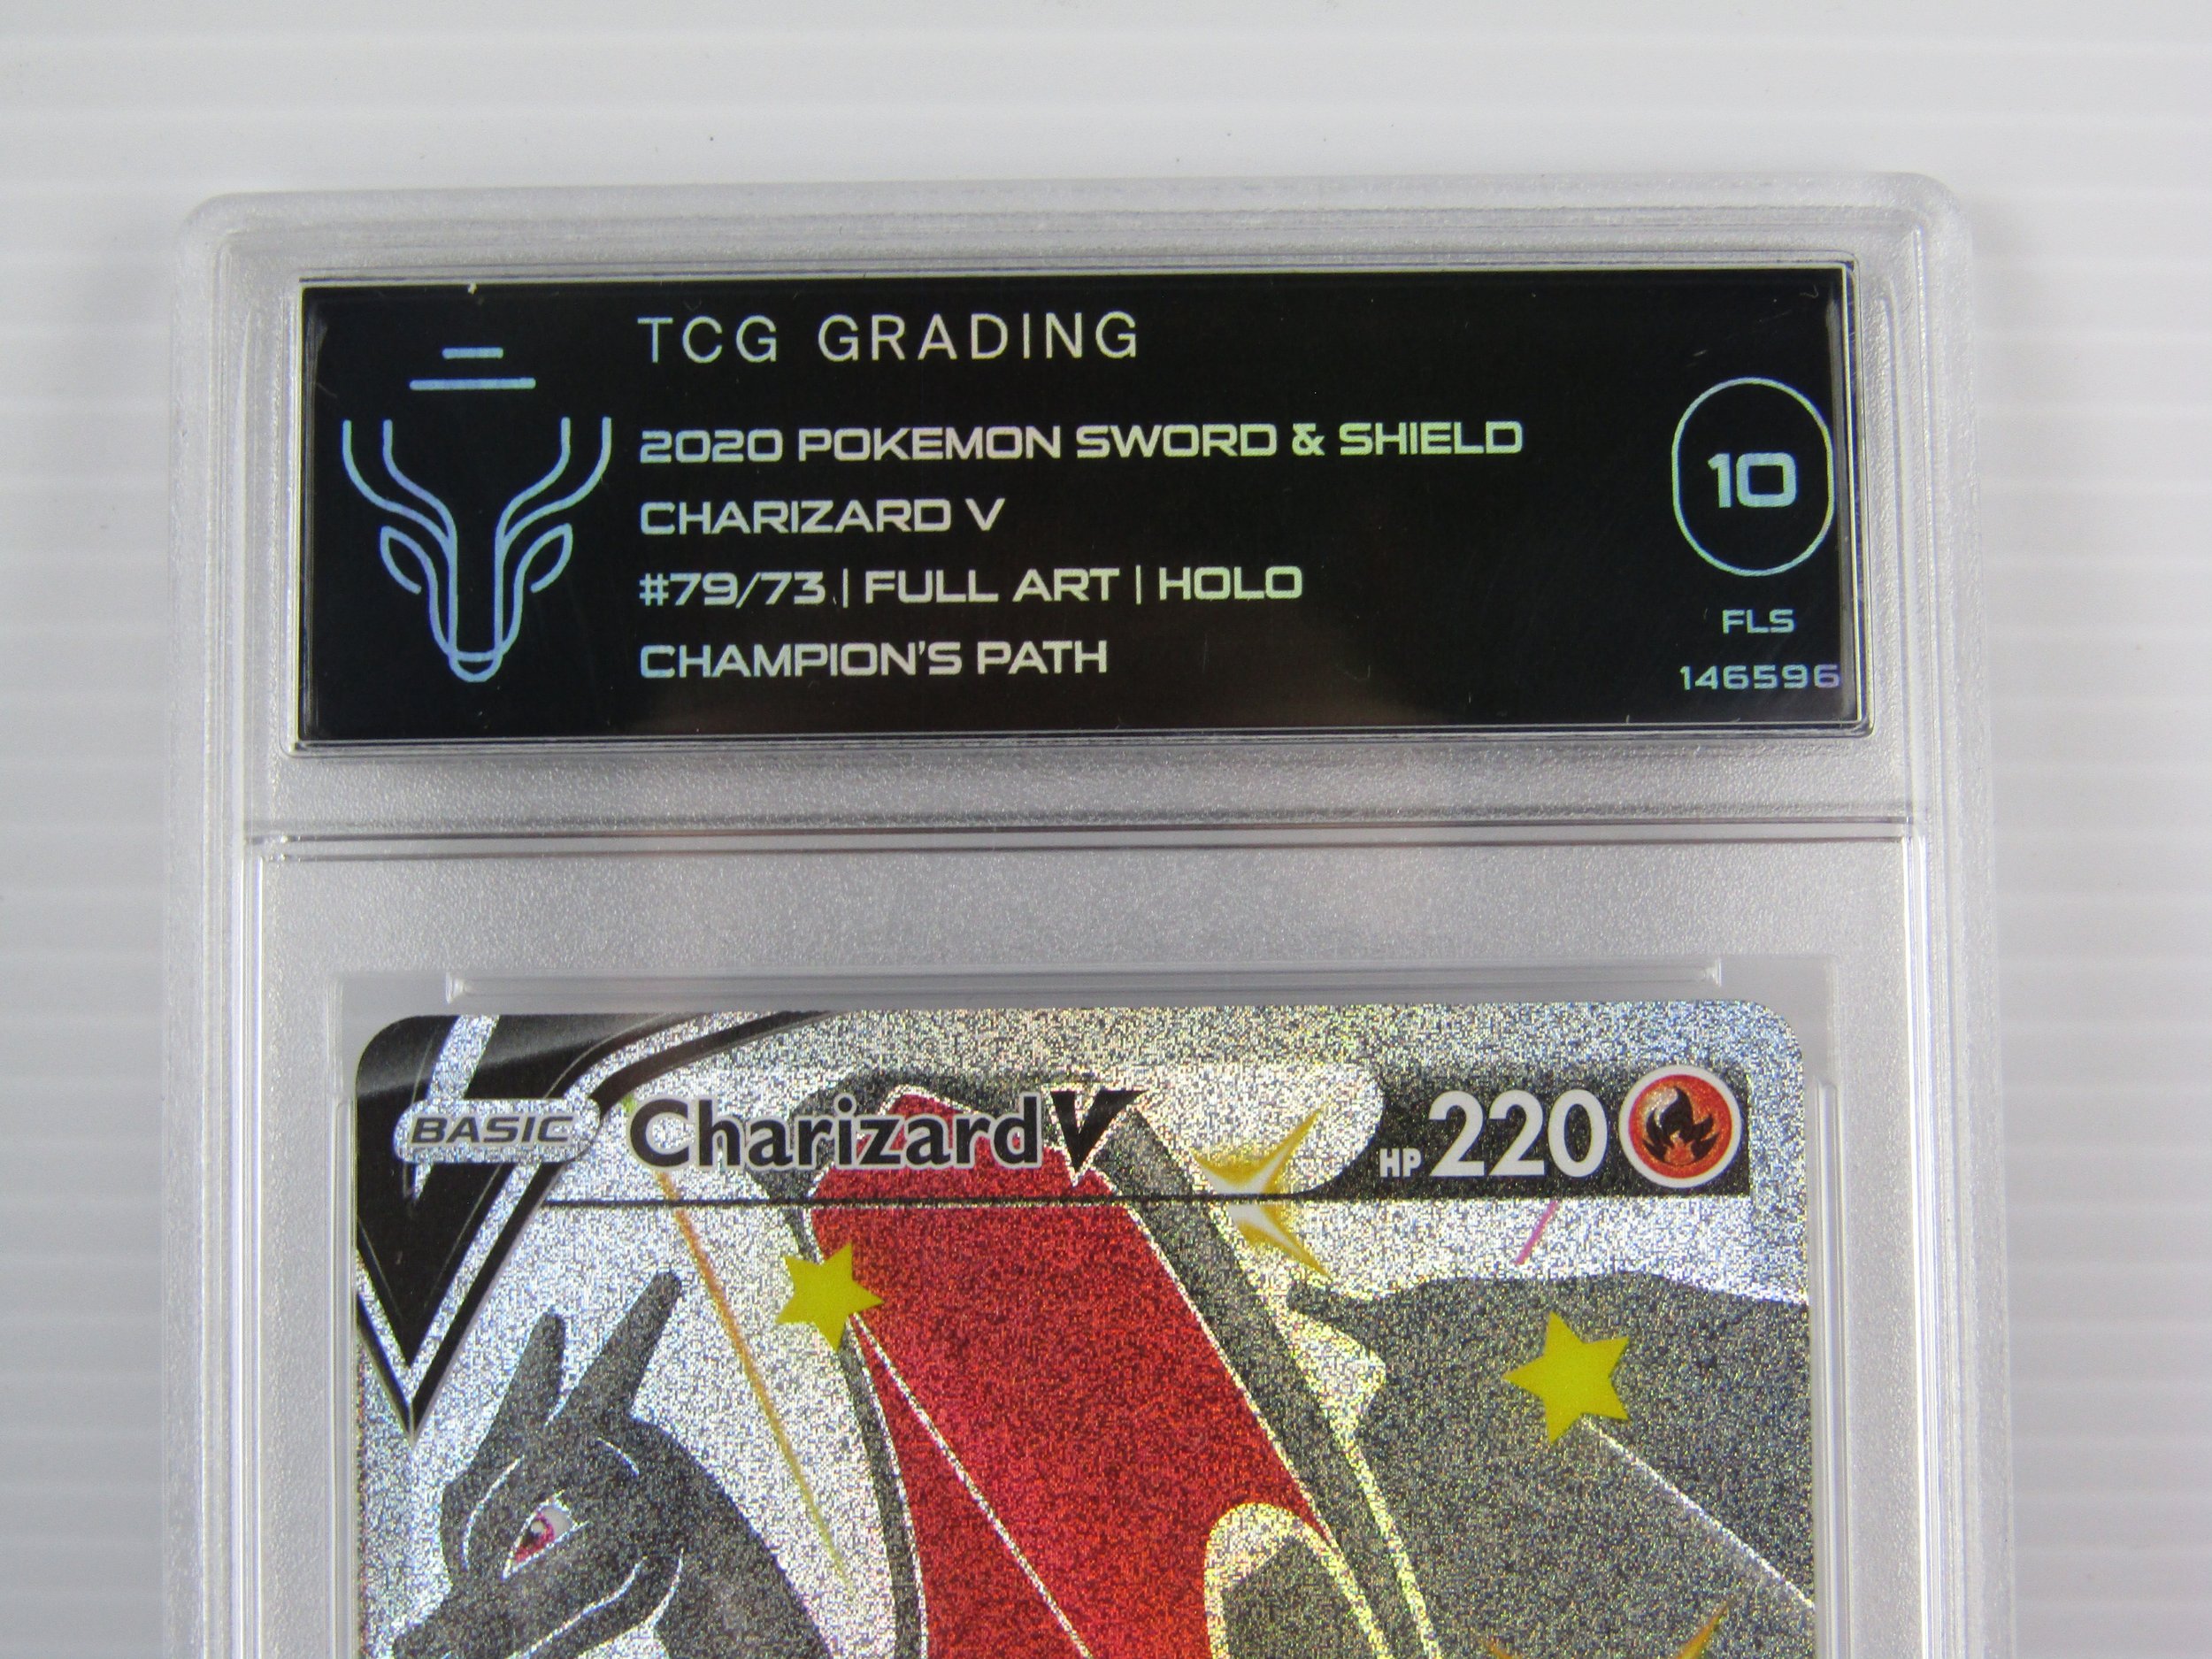 TCG GRADING
2020 POKEMON SWORD & SHIELD
CHARIZARD V
#79/73 | FULL ART | HOLO
CHAMPION'S PATH
10
FLS
146596
BASIC Charizard V HP 220